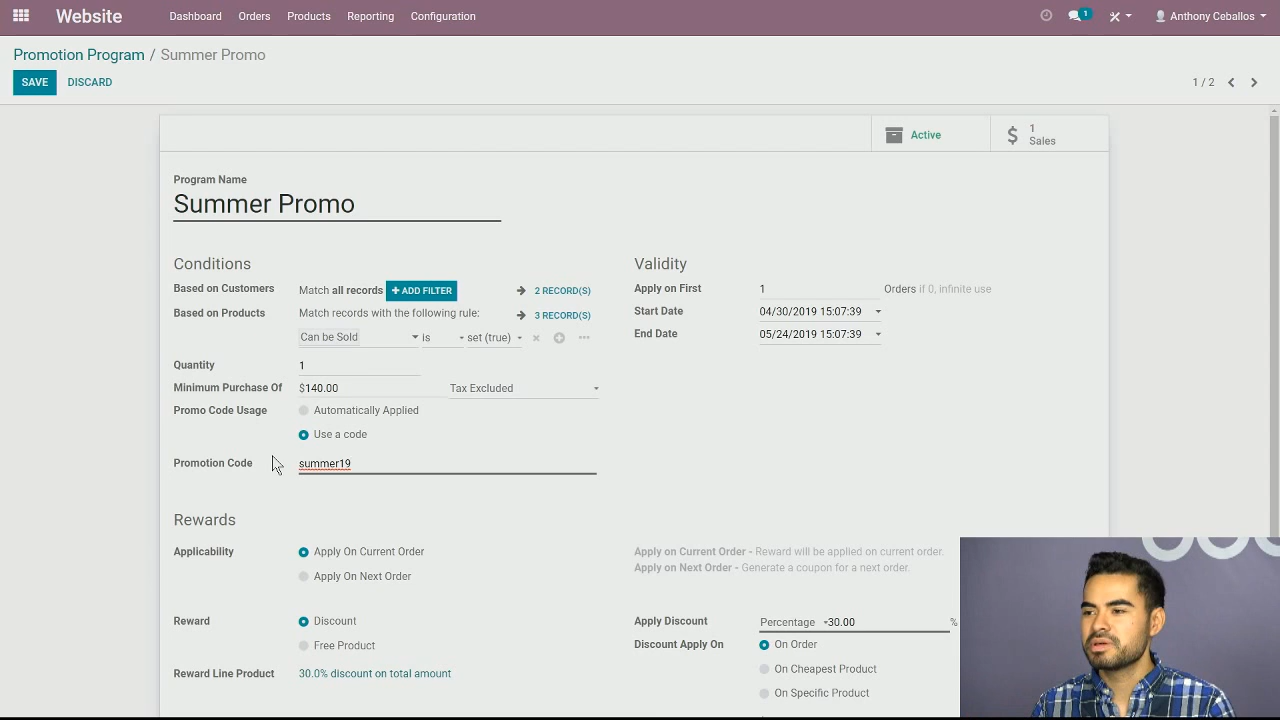 Website Dashboard Orders Products Reporting Configuration 1 Anthony Ceballos
Promotion Program / Summer Promo
SAVE DISCARD 1 / 2
Active 1 Sales
Program Name
Summer Promo
Conditions Validity
Based on Customers Match all records + ADD FILTER 2 RECORD(S) Apply on First 1 Orders if 0, infinite use
Based on Products Match records with the following rule: 3 RECORD(S) Start Date 04/30/2019 15:07:39
Can be Sold is set (true) End Date 05/24/2019 15:07:39
Quantity 1
Minimum Purchase Of $140.00 Tax Excluded
Promo Code Usage Automatically Applied
Use a code
Promotion Code summer19
Rewards
Applicability Apply On Current Order Apply on Current Order - Reward will be applied on current order.
Apply On Next Order Apply on Next Order - Generate a coupon for a next order.
Reward Discount Apply Discount Percentage 30.00 %
Free Product Discount Apply On On Order
Reward Line Product 30.0% discount on total amount On Cheapest Product
On Specific Product